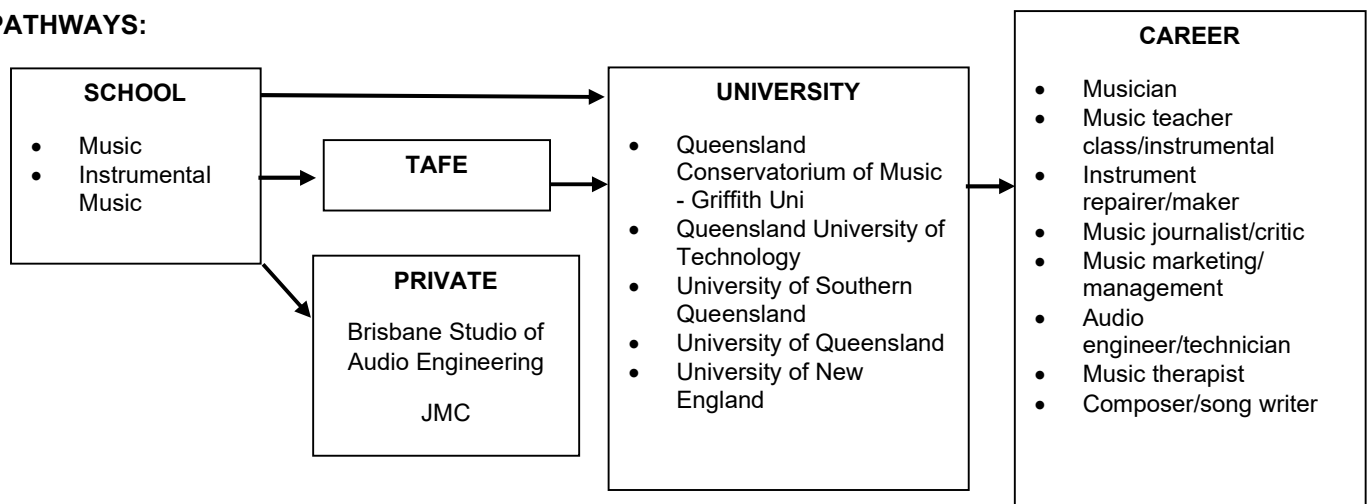 PATHWAYS:
SCHOOL
• Music
• Instrumental
Music
TAFE
PRIVATE
Brisbane Studio of
Audio Engineering
JMC
UNIVERSITY
• Queensland
Conservatorium of Music
- Griffith Uni
• Queensland University of
Technology
• University of Southern
Queensland
• University of Queensland
• University of New
England
CAREER
• Musician
• Music teacher
class/instrumental
• Instrument
repairer/maker
• Music journalist/critic
• Music marketing/
management
• Audio
engineer/technician
• Music therapist
• Composer/song writer